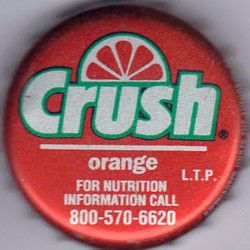 Crush®
orange
L.T.P.
FOR NUTRITION
INFORMATION CALL
800-570-6620